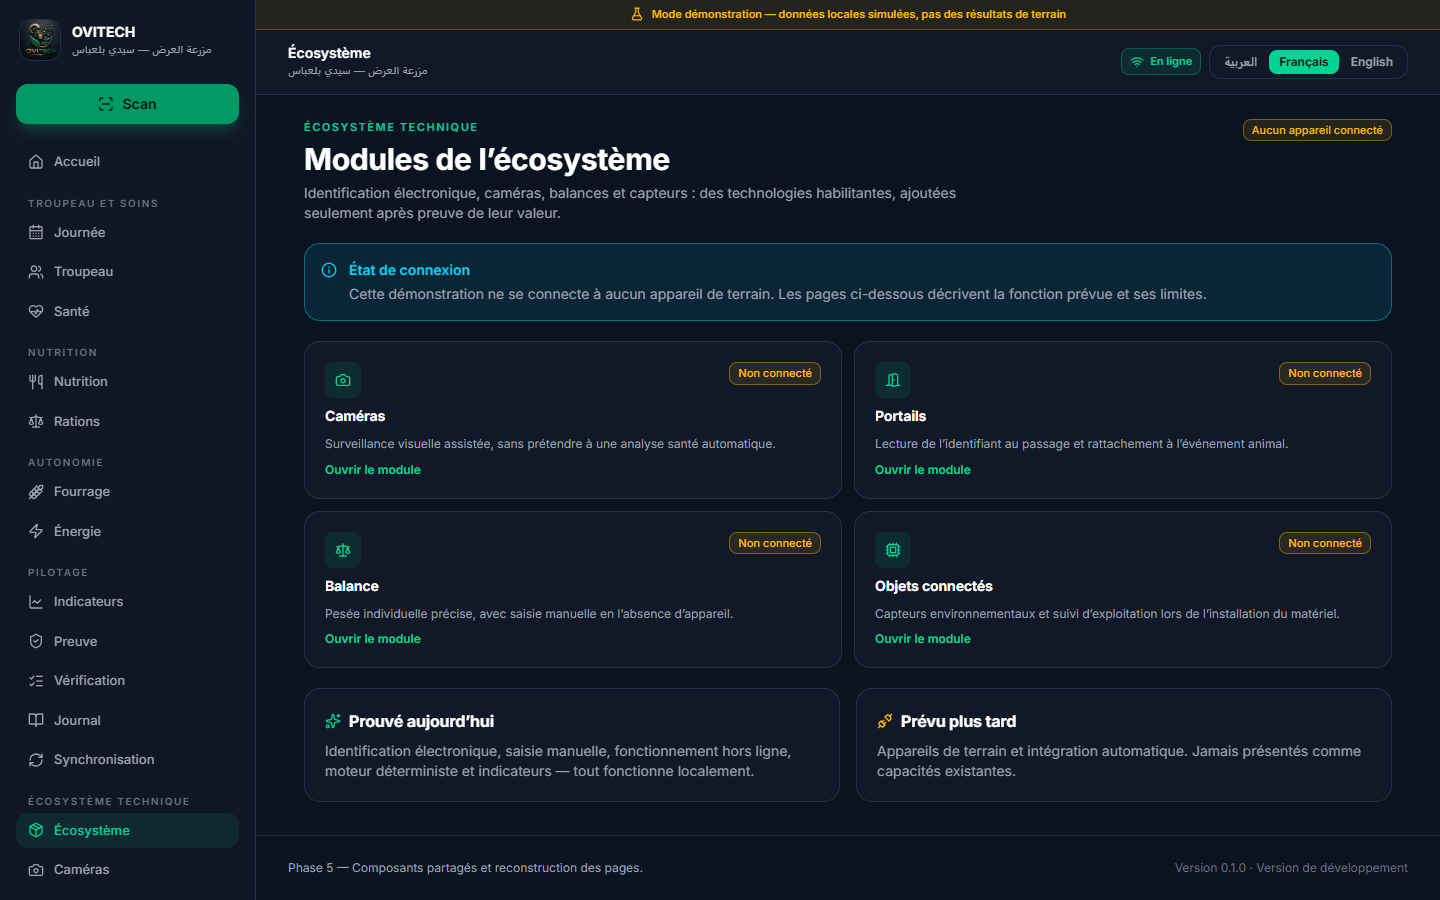 OVITECH
مزرعة العرض — سيدي بلعباس
Scan
Accueil
TROUPEAU ET SOINS
Journée
Troupeau
Santé
NUTRITION
Nutrition
Rations
AUTONOMIE
Fourrage
Énergie
PILOTAGE
Indicateurs
Preuve
Vérification
Journal
Synchronisation
ÉCOSYSTÈME TECHNIQUE
Écosystème
Caméras
Mode démonstration — données locales simulées, pas des résultats de terrain
Écosystème
مزرعة العرض — سيدي بلعباس
En ligne
العربية
Français
English
ÉCOSYSTÈME TECHNIQUE
Aucun appareil connecté
Modules de l’écosystème
Identification électronique, caméras, balances et capteurs : des technologies habilitantes, ajoutées
seulement après preuve de leur valeur.
État de connexion
Cette démonstration ne se connecte à aucun appareil de terrain. Les pages ci-dessous décrivent la fonction prévue et ses limites.
Non connecté
Caméras
Surveillance visuelle assistée, sans prétendre à une analyse santé automatique.
Ouvrir le module
Non connecté
Portails
Lecture de l’identifiant au passage et rattachement à l’événement animal.
Ouvrir le module
Non connecté
Balance
Pesée individuelle précise, avec saisie manuelle en l’absence d’appareil.
Ouvrir le module
Non connecté
Objets connectés
Capteurs environnementaux et suivi d’exploitation lors de l’installation du matériel.
Ouvrir le module
Prouvé aujourd’hui
Identification électronique, saisie manuelle, fonctionnement hors ligne,
moteur déterministe et indicateurs — tout fonctionne localement.
Prévu plus tard
Appareils de terrain et intégration automatique. Jamais présentés comme
capacités existantes.
Phase 5 — Composants partagés et reconstruction des pages.
Version 0.1.0 · Version de développement